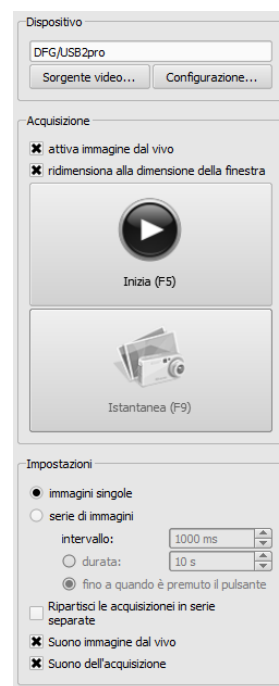 Dispositivo
DFG/USB2pro
Sorgente video... Configurazione...
Acquisizione
attiva immagine dal vivo
ridimensiona alla dimensione della finestra
Inizia (F5)
Istantanea (F9)
Impostazioni
immagini singole
serie di immagini
intervallo: 1000 ms
durata: 10 s
fino a quando è premuto il pulsante
Ripartisci le acquisizionei in serie
separate
Suono immagine dal vivo
Suono dell'acquisizione